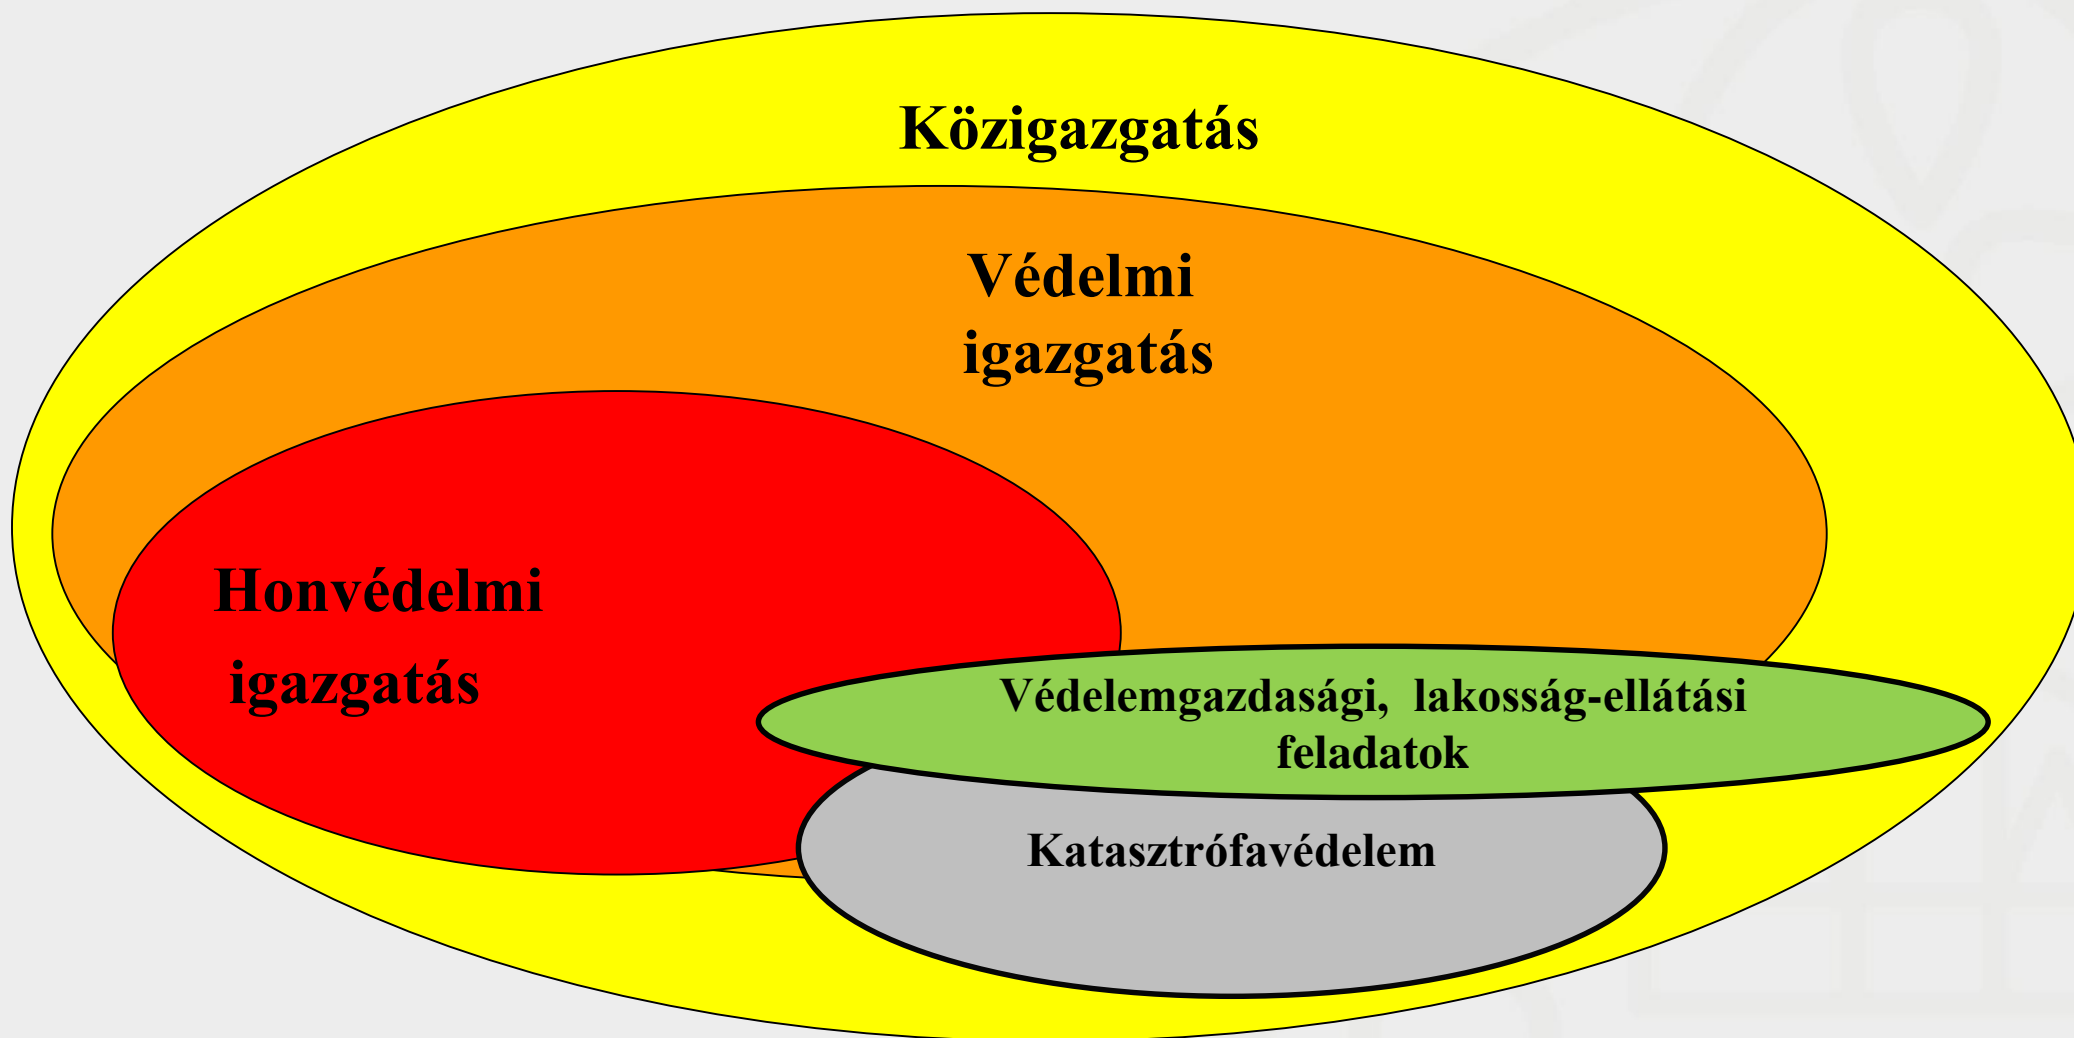 Közigazgatás
Védelmi
igazgatás
Honvédelmi
igazgatás
Védelemgazdasági, lakosság-ellátási
feladatok
Katasztrófavédelem